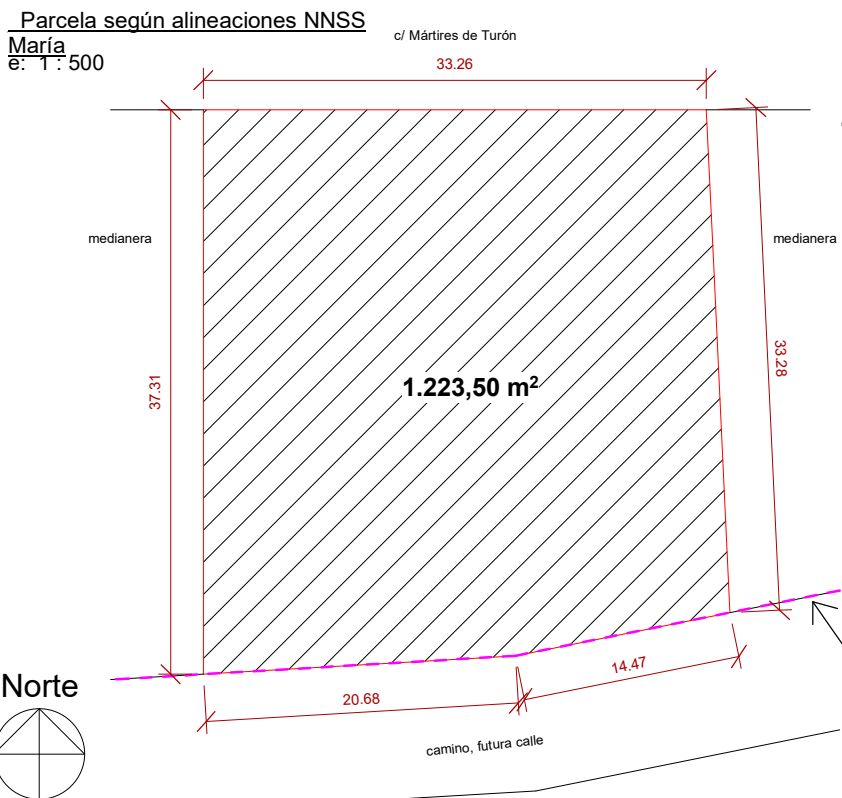 Parcela según alineaciones NNSS
María
e: 1 : 500
c/ Mártires de Turón
33.26
medianera
medianera
37.31
33.28
1.223,50 m²
Norte
20.68
14.47
camino, futura calle